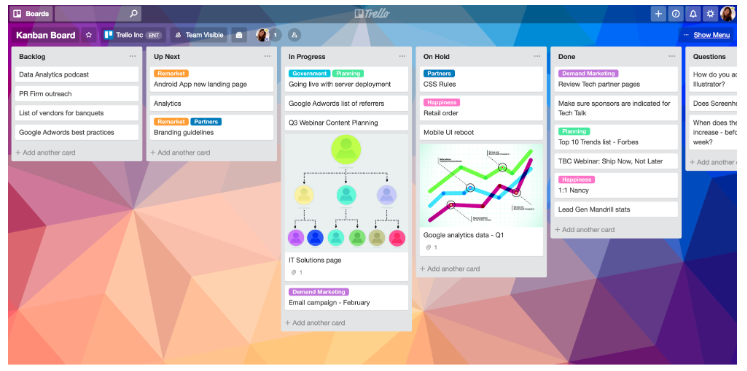 Boards
Trello
Kanban Board
Trello Inc ENT
Team Visible
1
Show Menu
Backlog
Data Analytics podcast
PR Firm outreach
List of vendors for banquets
Google Adwords best practices
+ Add another card
Up Next
Remarket
Android App new landing page
Analytics
Remarket Partners
Branding guidelines
+ Add another card
In Progress
Government Planning
Going live with server deployment
Google Adwords list of referrers
Q3 Webinar Content Planning
IT Solutions page
1
Demand Marketing
Email campaign - February
+ Add another card
On Hold
Partners
CSS Rules
Happiness
Retail order
Mobile UI reboot
Google analytics data - Q1
1
+ Add another card
Done
Demand Marketing
Review Tech partner pages
Make sure sponsors are indicated for
Tech Talk
Planning
Top 10 Trends list - Forbes
TBC Webinar: Ship Now, Not Later
Happiness
1:1 Nancy
Lead Gen Mandrill stats
+ Add another card
Questions
How do you ac
Illustrator?
Does Screenhe
When does the
increase - befo
week?
+ Add another